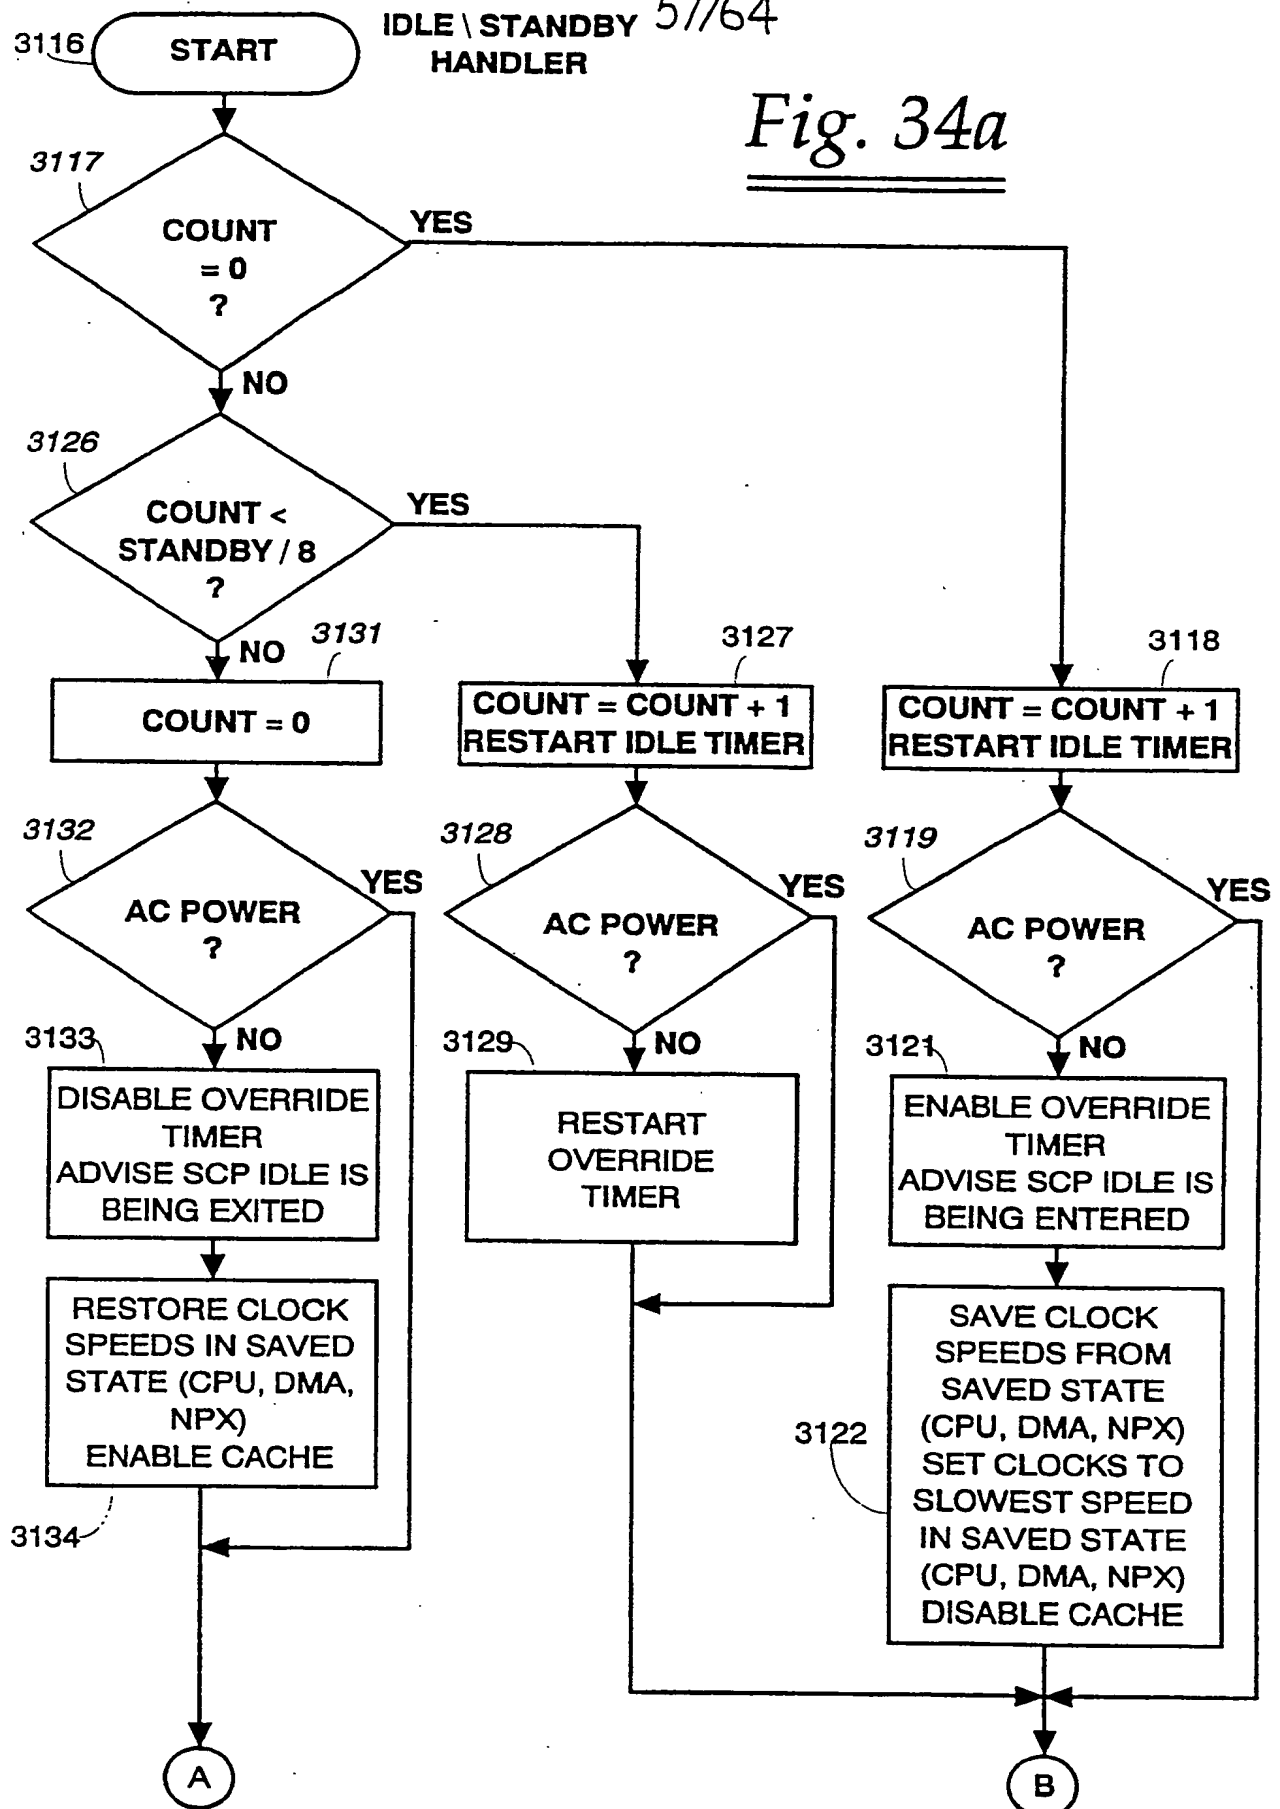 57/64
IDLE \ STANDBY
HANDLER
Fig. 34a
3116
START
3117
COUNT
= 0
?
YES
NO
3126
COUNT <
STANDBY / 8
?
YES
NO
3131
COUNT = 0
3127
COUNT = COUNT + 1
RESTART IDLE TIMER
3118
COUNT = COUNT + 1
RESTART IDLE TIMER
3132
AC POWER
?
YES
NO
3128
AC POWER
?
YES
NO
3119
AC POWER
?
YES
NO
3133
DISABLE OVERRIDE
TIMER
ADVISE SCP IDLE IS
BEING EXITED
3129
RESTART
OVERRIDE
TIMER
3121
ENABLE OVERRIDE
TIMER
ADVISE SCP IDLE IS
BEING ENTERED
RESTORE CLOCK
SPEEDS IN SAVED
STATE (CPU, DMA,
NPX)
ENABLE CACHE
3134
3122
SAVE CLOCK
SPEEDS FROM
SAVED STATE
(CPU, DMA, NPX)
SET CLOCKS TO
SLOWEST SPEED
IN SAVED STATE
(CPU, DMA, NPX)
DISABLE CACHE
A
B